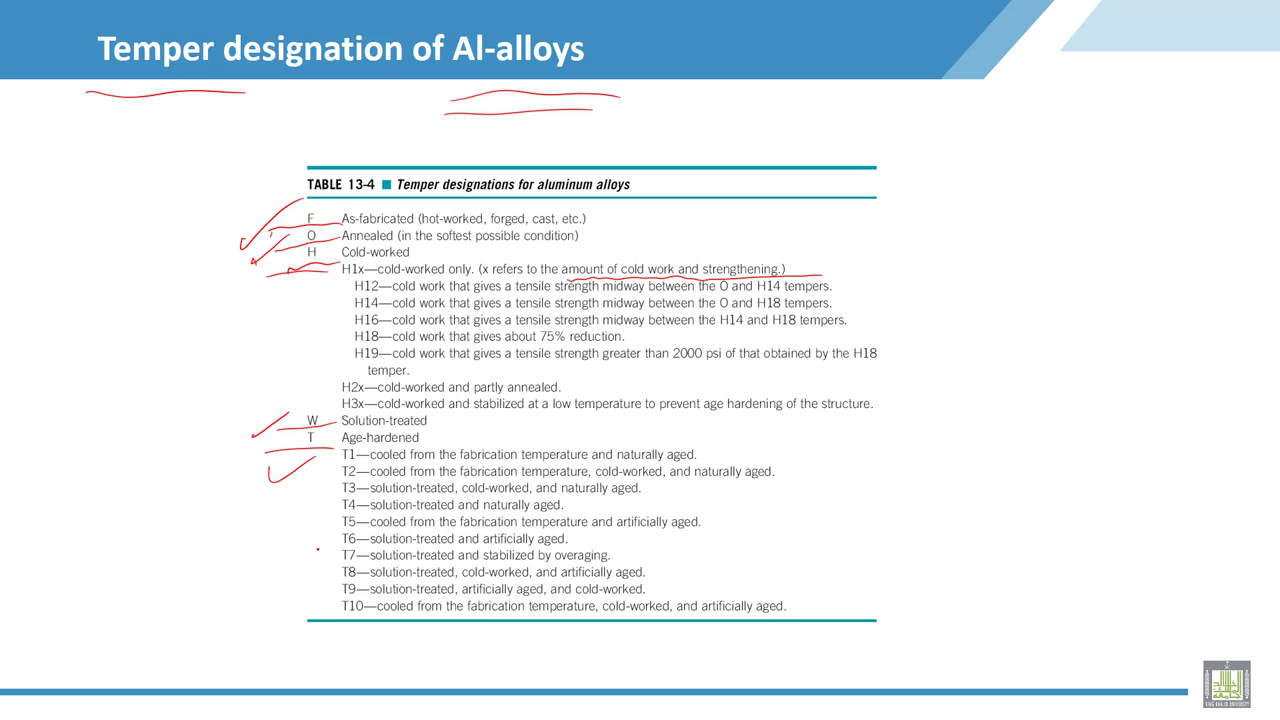 Temper designation of Al-alloys
TABLE 13-4 ■ Temper designations for aluminum alloys
F As-fabricated (hot-worked, forged, cast, etc.)
O Annealed (in the softest possible condition)
H Cold-worked
H1x—cold-worked only. (x refers to the amount of cold work and strengthening.)
H12—cold work that gives a tensile strength midway between the O and H14 tempers.
H14—cold work that gives a tensile strength midway between the O and H18 tempers.
H16—cold work that gives a tensile strength midway between the H14 and H18 tempers.
H18—cold work that gives about 75% reduction.
H19—cold work that gives a tensile strength greater than 2000 psi of that obtained by the H18
temper.
H2x—cold-worked and partly annealed.
H3x—cold-worked and stabilized at a low temperature to prevent age hardening of the structure.
W Solution-treated
T Age-hardened
T1—cooled from the fabrication temperature and naturally aged.
T2—cooled from the fabrication temperature, cold-worked, and naturally aged.
T3—solution-treated, cold-worked, and naturally aged.
T4—solution-treated and naturally aged.
T5—cooled from the fabrication temperature and artificially aged.
T6—solution-treated and artificially aged.
T7—solution-treated and stabilized by overaging.
T8—solution-treated, cold-worked, and artificially aged.
T9—solution-treated, artificially aged, and cold-worked.
T10—cooled from the fabrication temperature, cold-worked, and artificially aged.
KING KHALID UNIVERSITY